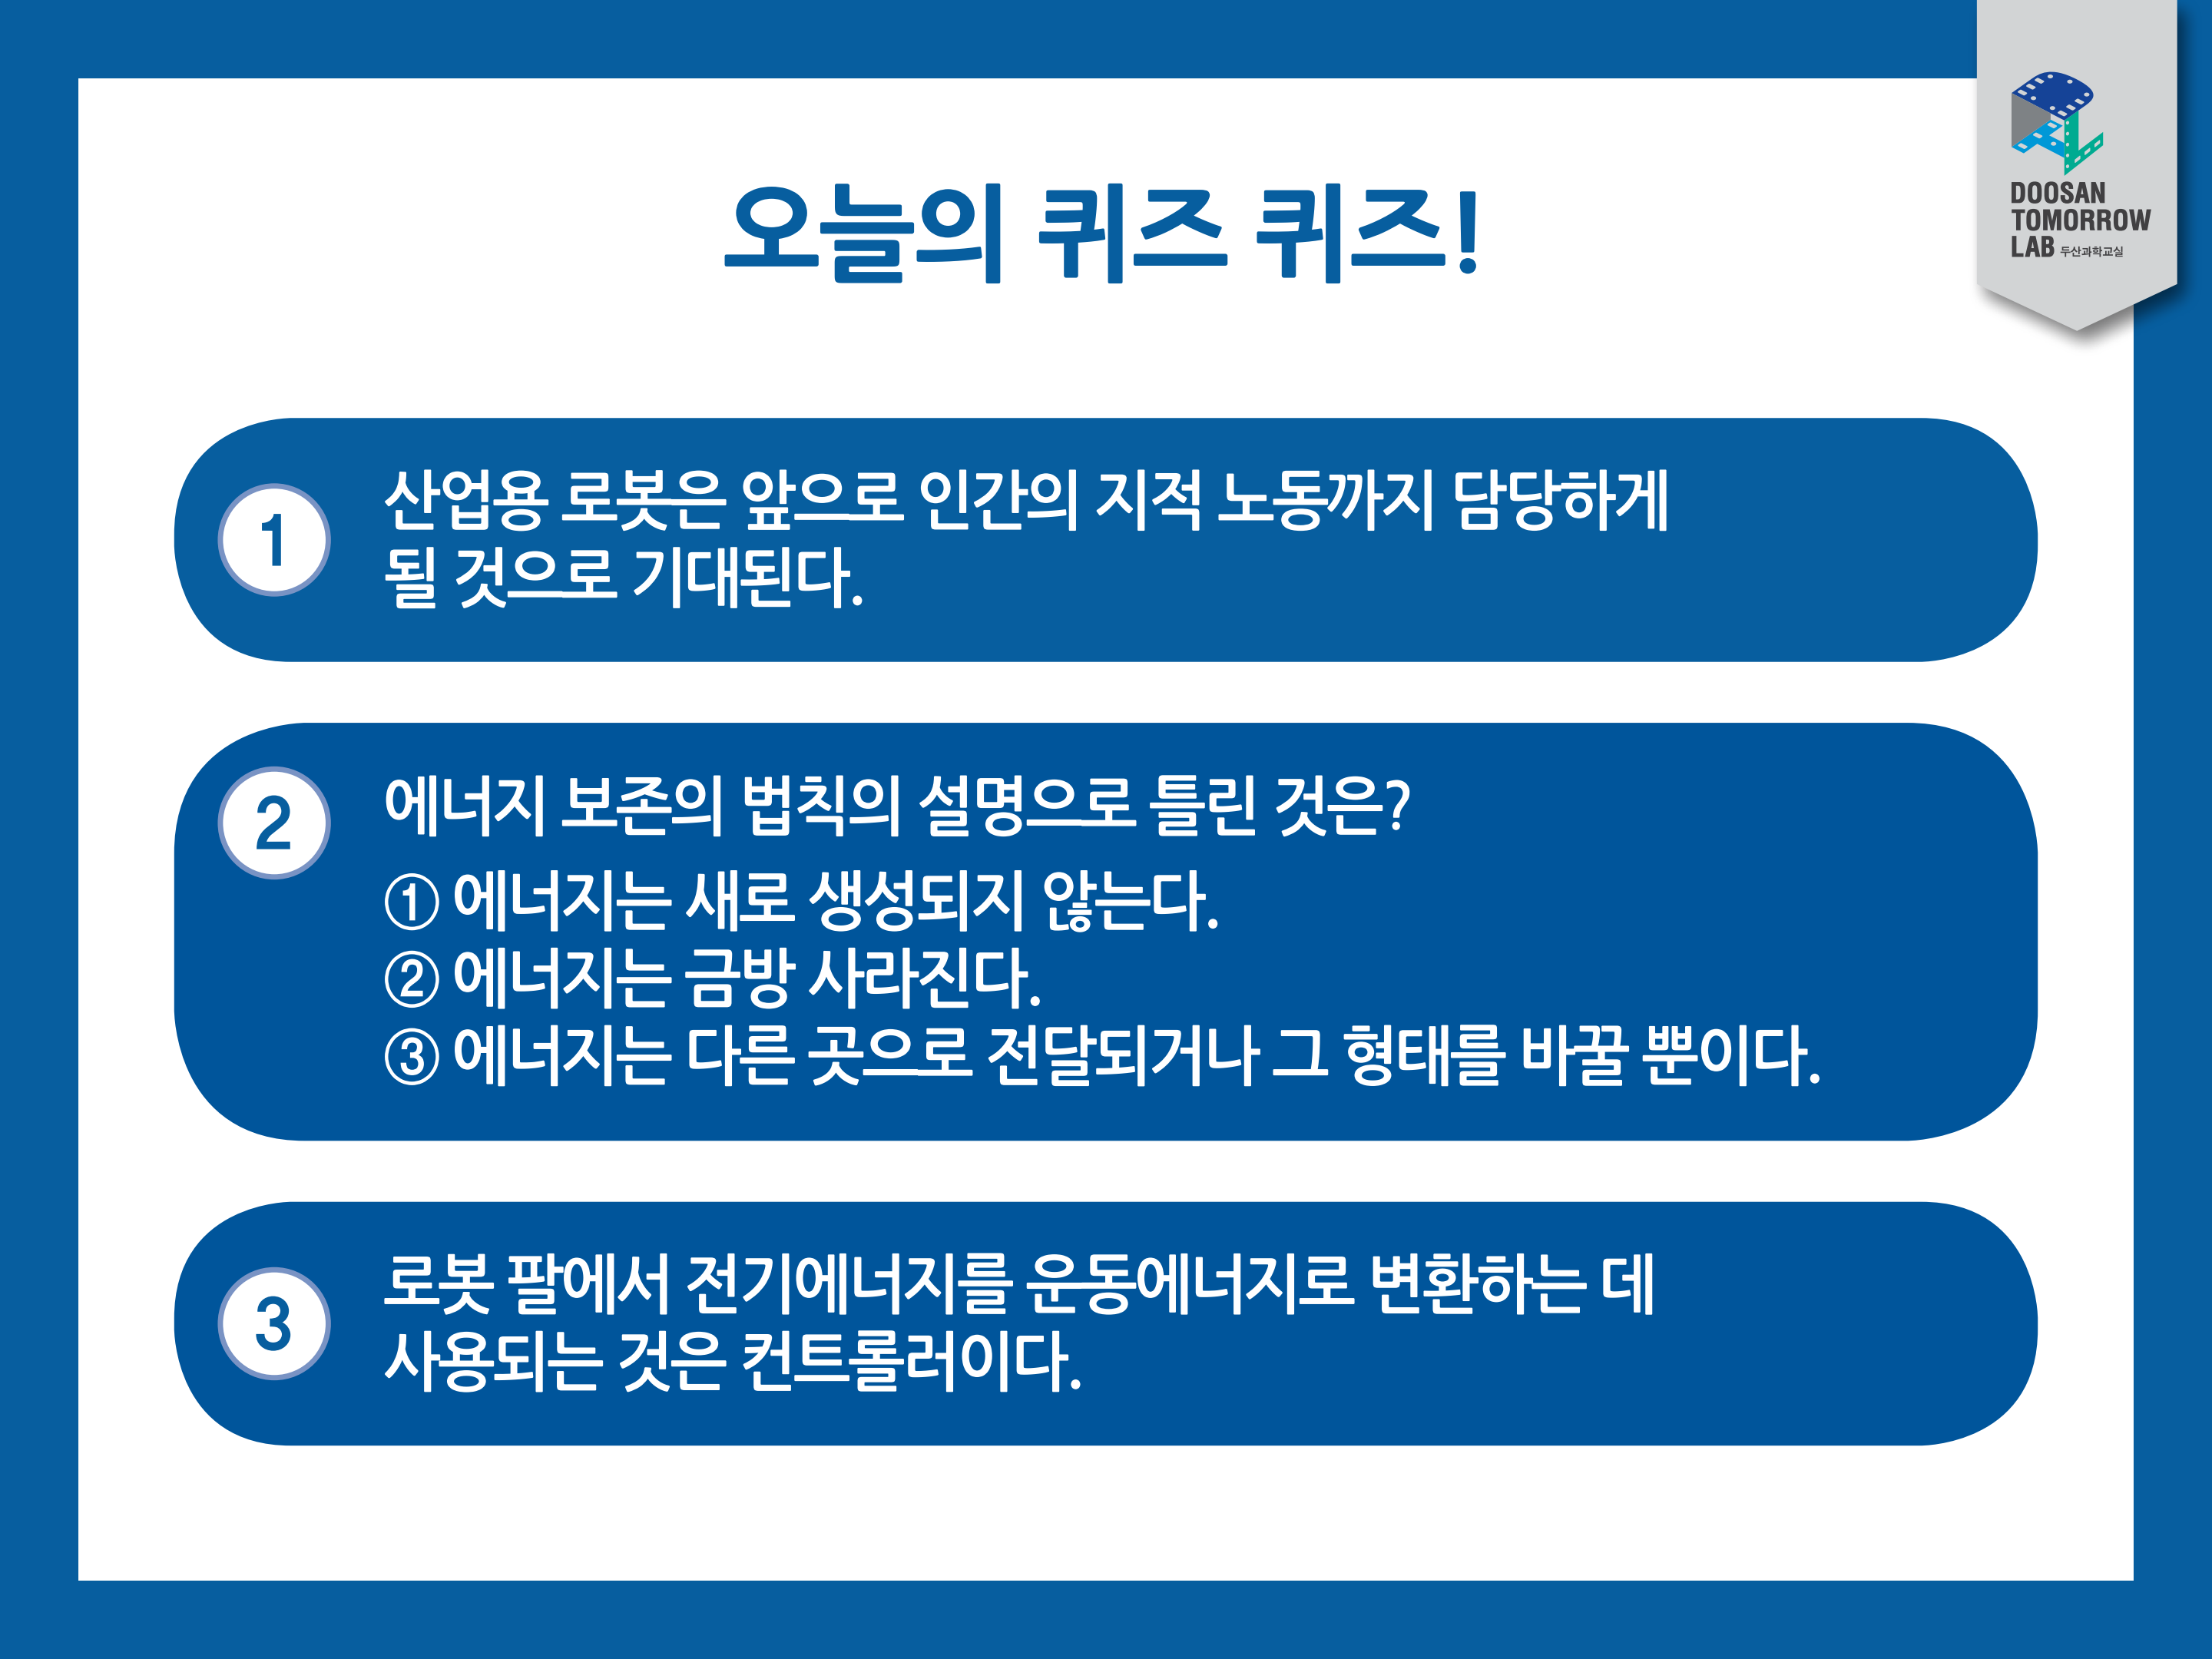 DOOSAN
TOMORROW
LAB 두산과학교실
오늘의 퀴즈 퀴즈!
1
산업용 로봇은 앞으로 인간의 지적 노동까지 담당하게
될 것으로 기대된다.
2
에너지 보존의 법칙의 설명으로 틀린 것은?
① 에너지는 새로 생성되지 않는다.
② 에너지는 금방 사라진다.
③ 에너지는 다른 곳으로 전달되거나 그 형태를 바꿀 뿐이다.
3
로봇 팔에서 전기에너지를 운동에너지로 변환하는 데
사용되는 것은 컨트롤러이다.